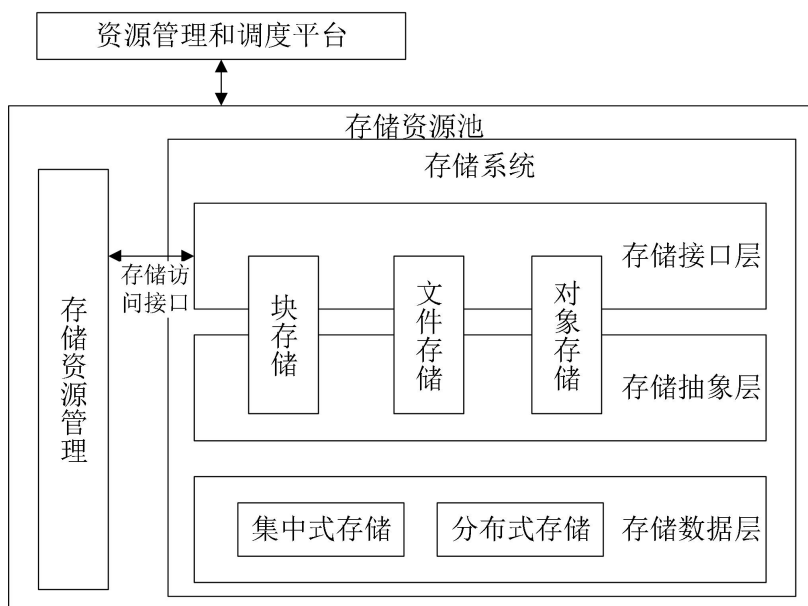 资源管理和调度平台
存储资源池
存储系统
存储接口层
存储访
问接口
块存储
文件存储
对象存储
存储资源管理
存储抽象层
集中式存储
分布式存储
存储数据层